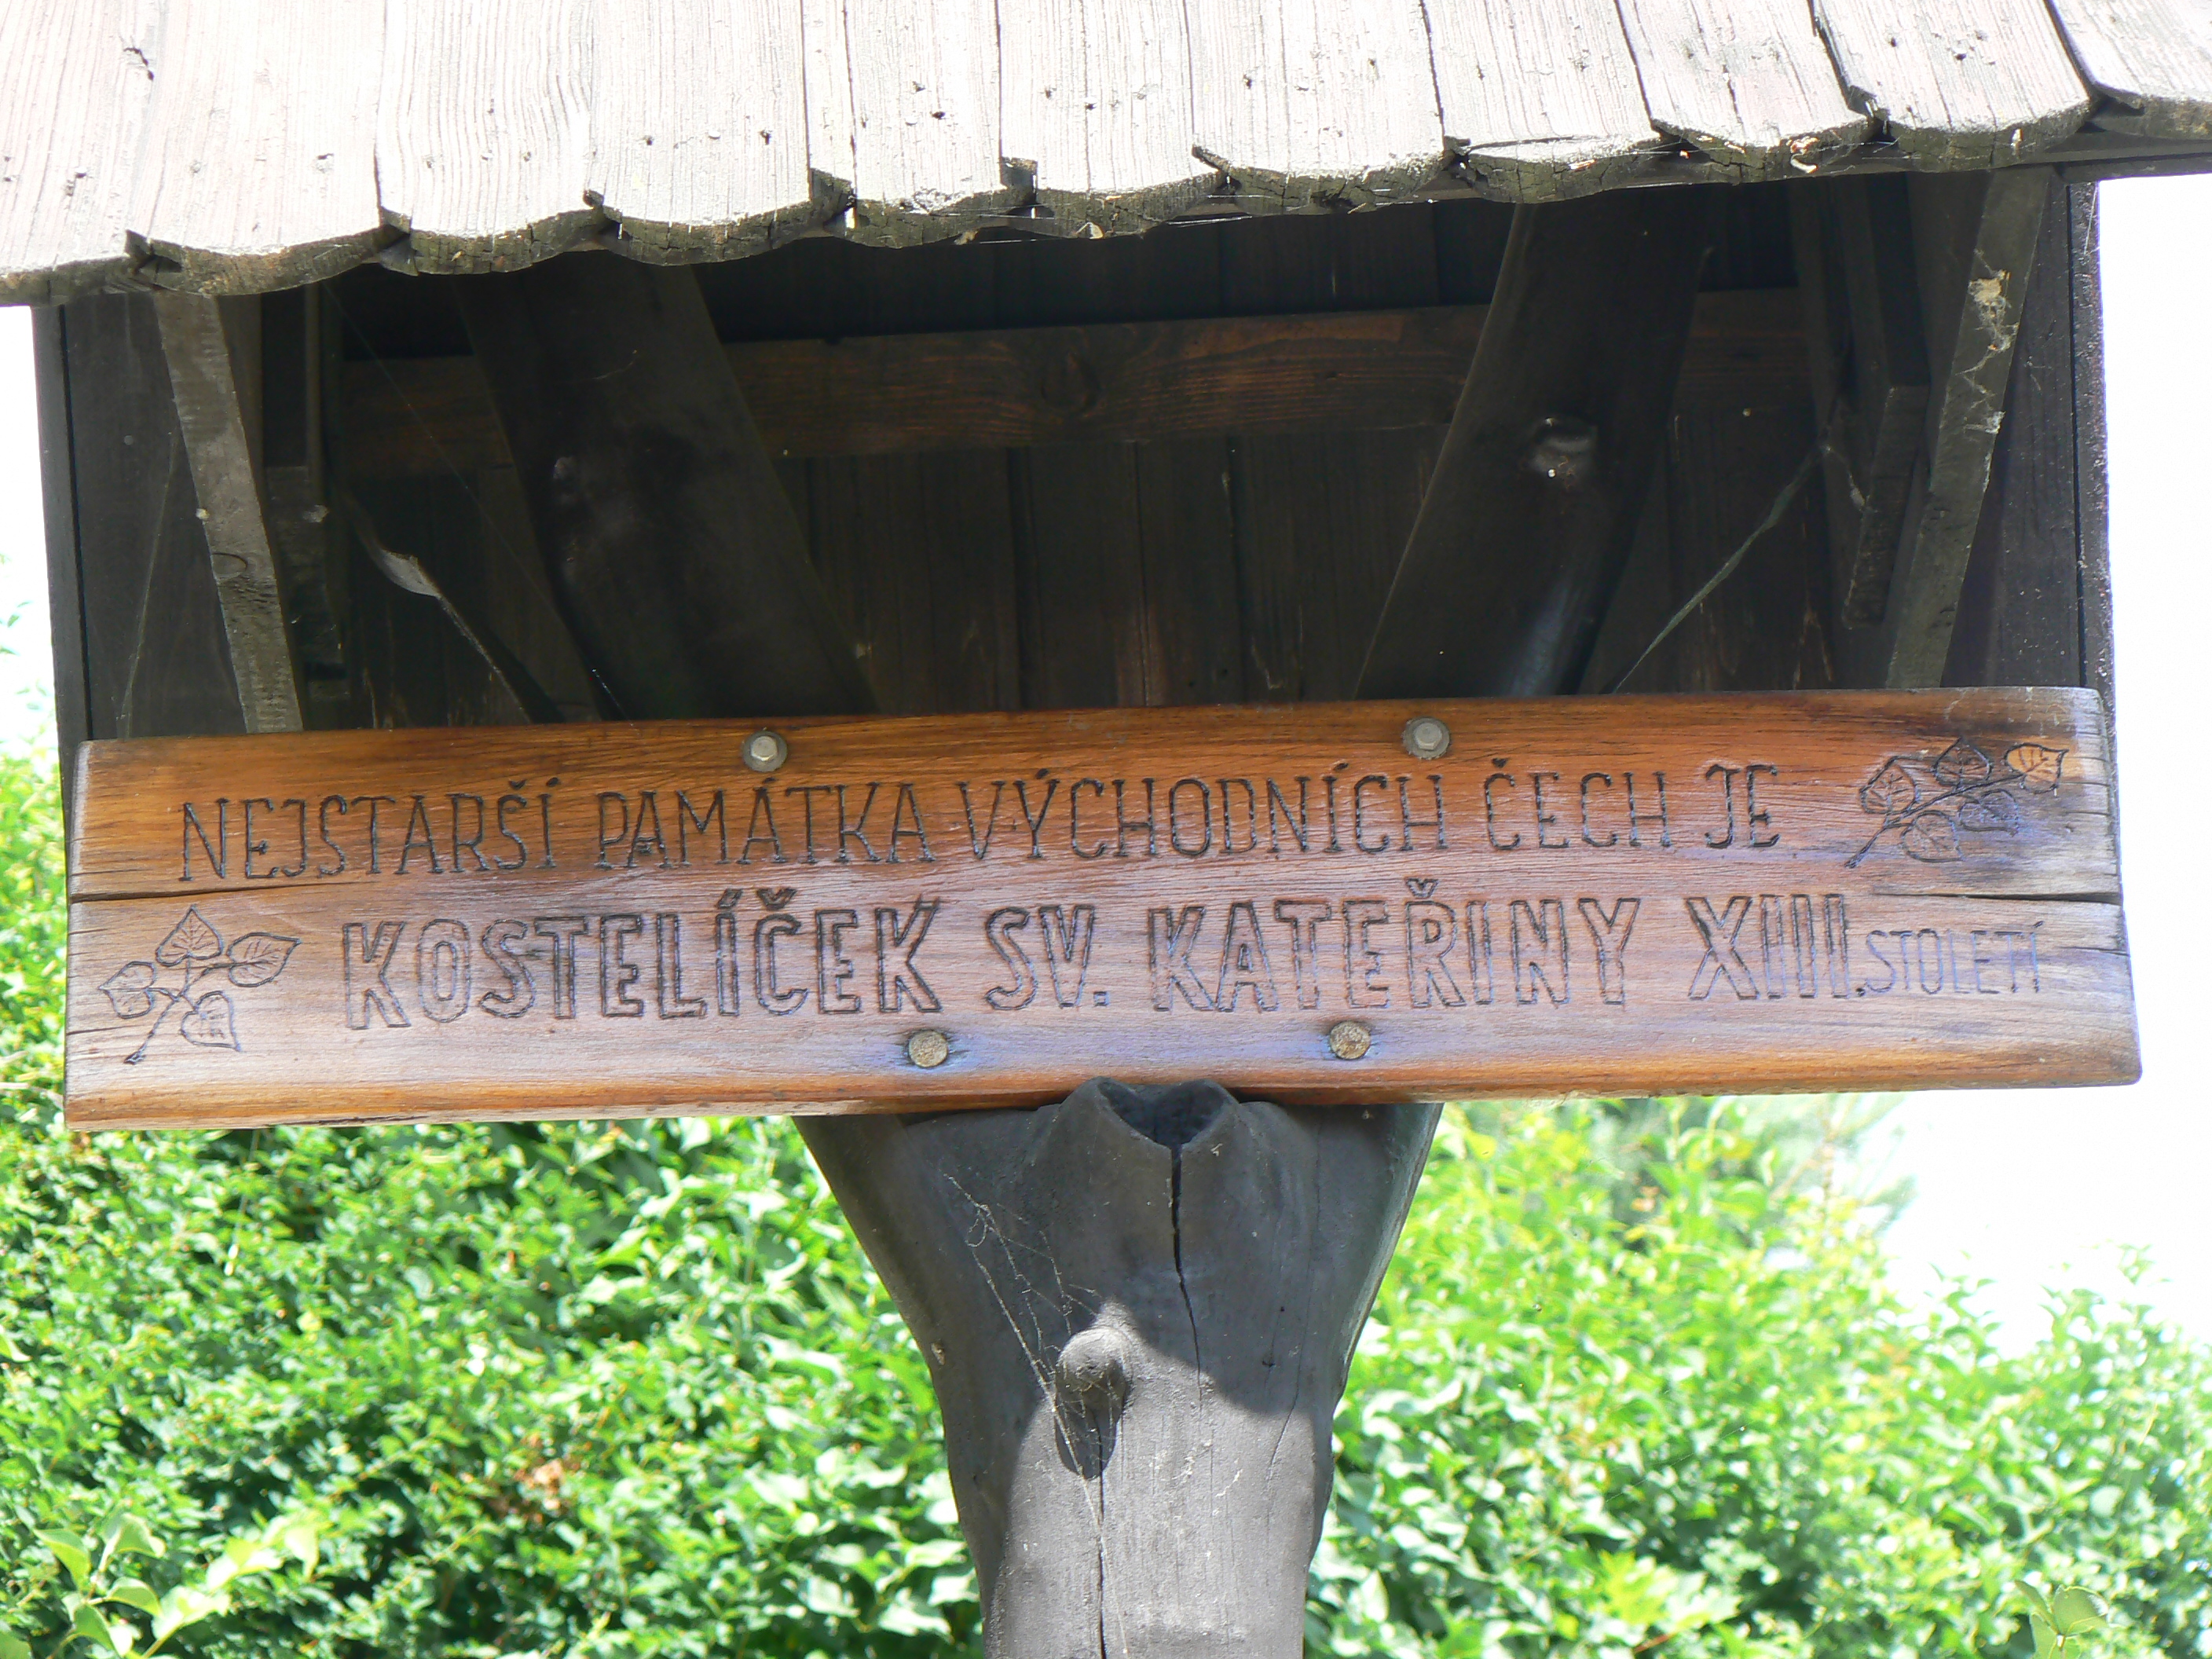 NEJSTARŠÍ PAMÁTKA VÝCHODNÍCH ČECH JE
KOSTELÍČEK SV. KATEŘINY XIII. STOLETÍ